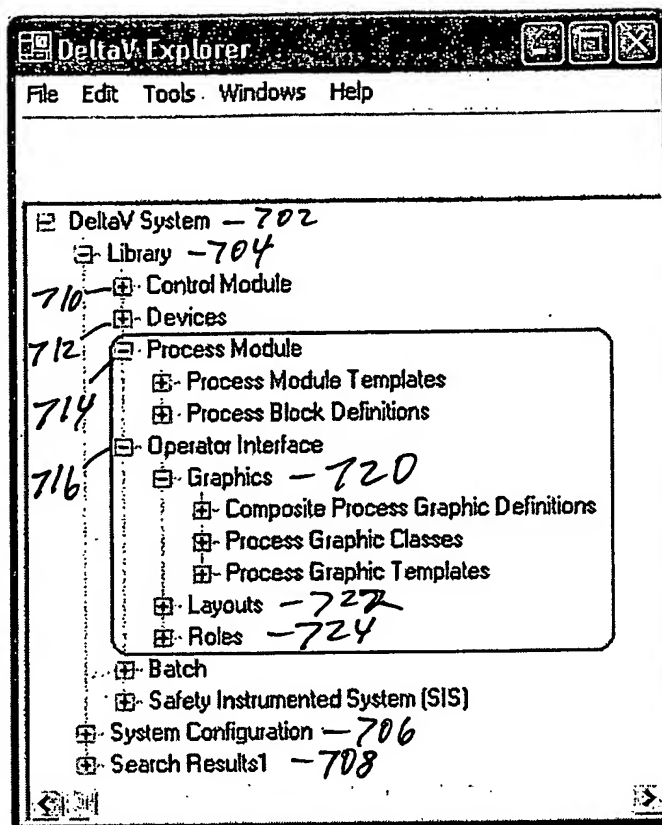 DeltaV Explorer
File Edit Tools Windows Help
DeltaV System - 702
Library - 704
710 Control Module
712 Devices
714 Process Module
Process Module Templates
Process Block Definitions
716 Operator Interface
Graphics - 720
Composite Process Graphic Definitions
Process Graphic Classes
Process Graphic Templates
Layouts - 722
Roles - 724
Batch
Safety Instrumented System (SIS)
System Configuration - 706
Search Results1 - 708